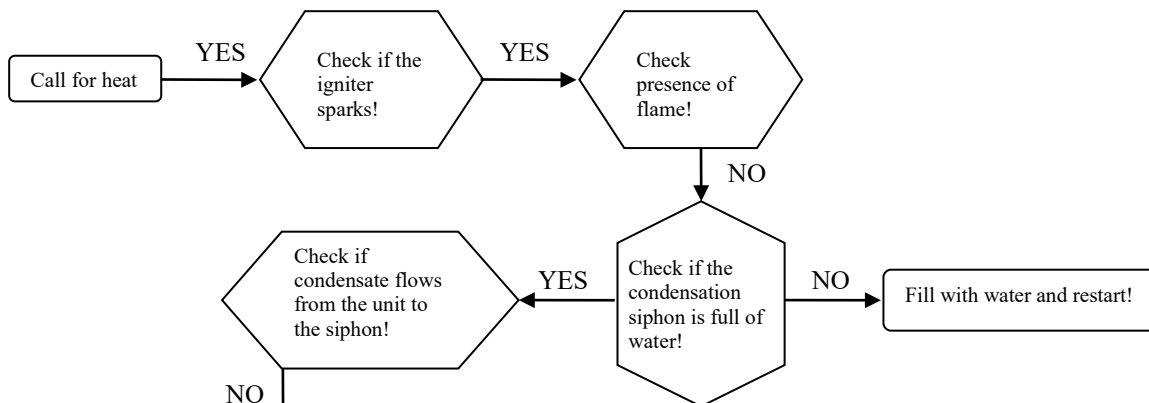 Call for heat
YES
Check if the
igniter
sparks!
YES
Check
presence of
flame!
NO
Check if the
condensation
siphon is full of
water!
NO
Fill with water and restart!
YES
Check if
condensate flows
from the unit to
the siphon!
NO